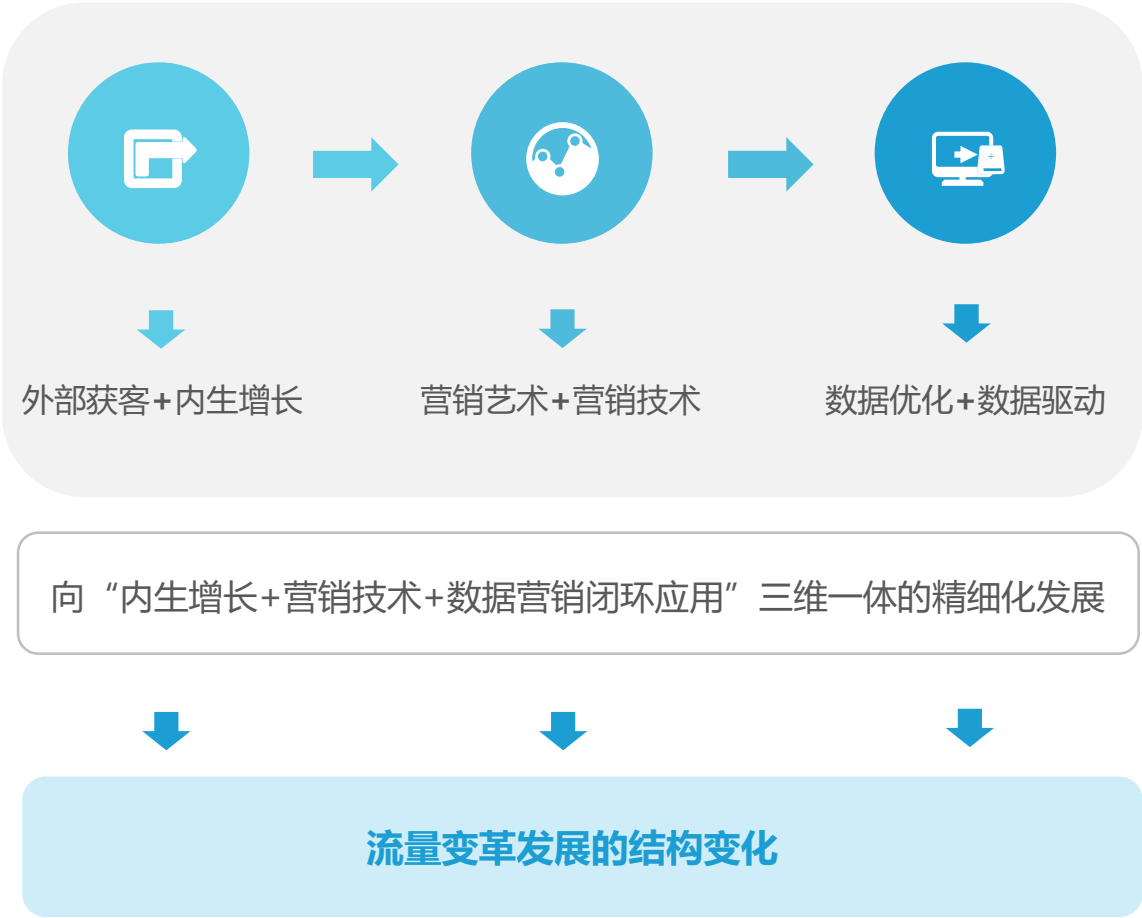 外部获客+内生增长
营销艺术+营销技术
数据优化+数据驱动
向“内生增长+营销技术+数据营销闭环应用”三维一体的精细化发展
流量变革发展的结构变化